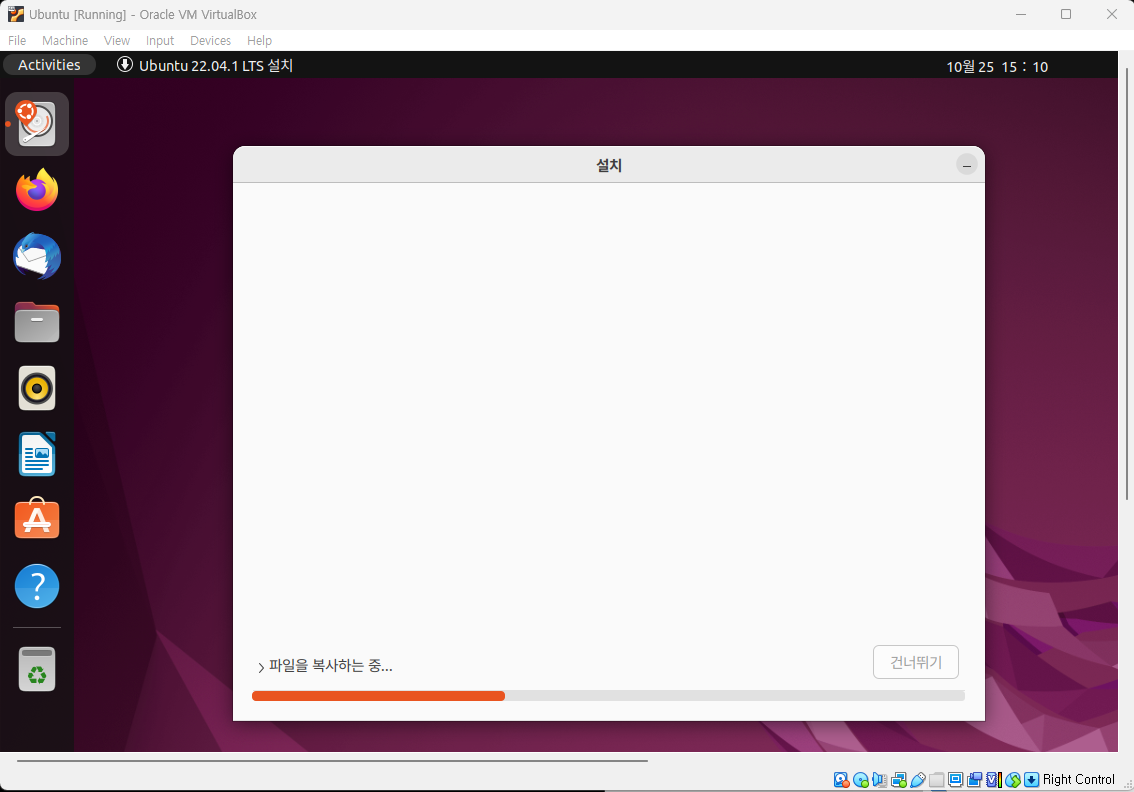 Ubuntu [Running] - Oracle VM VirtualBox
File Machine View Input Devices Help
Activities Ubuntu 22.04.1 LTS 설치 10월 25 15 : 10
설치
파일을 복사하는 중...
건너뛰기
Right Control